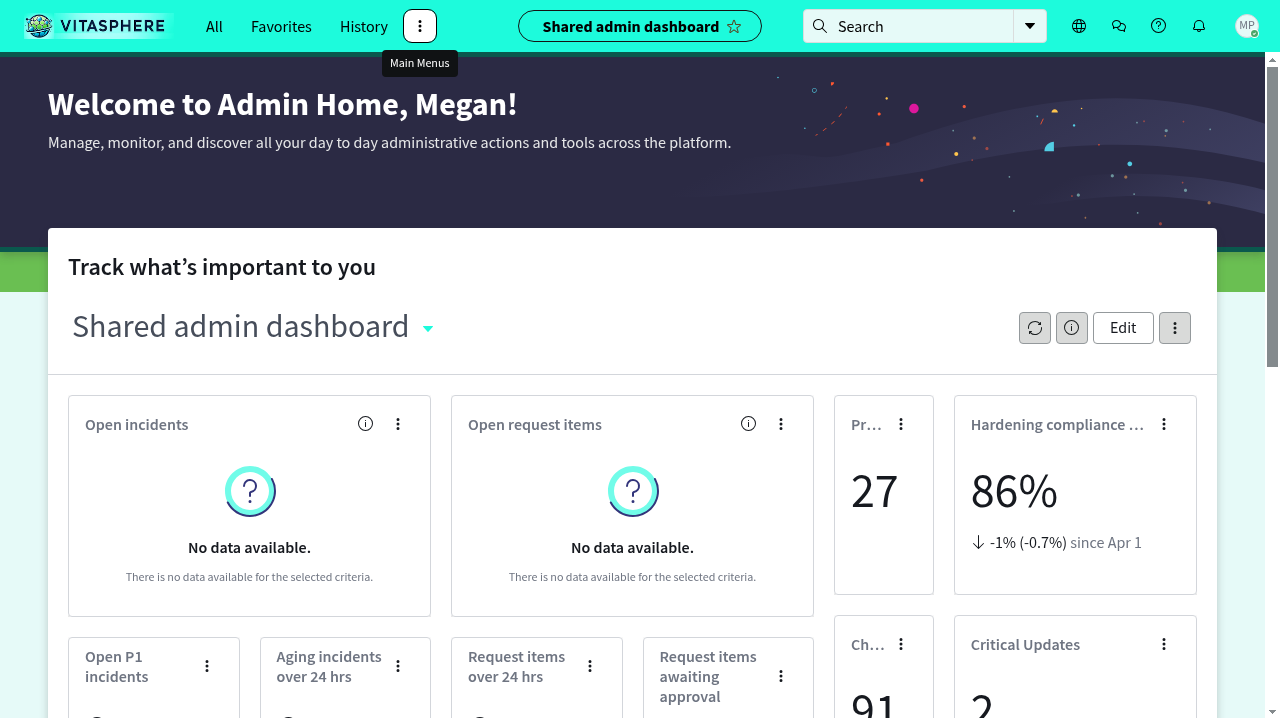 VITASPHERE
All
Favorites
History
Shared admin dashboard
Search
MP
Main Menus
Welcome to Admin Home, Megan!
Manage, monitor, and discover all your day to day administrative actions and tools across the platform.
Track what’s important to you
Shared admin dashboard
Edit
Open incidents
No data available.
There is no data available for the selected criteria.
Open request items
No data available.
There is no data available for the selected criteria.
Pr…
27
Hardening compliance …
86%
-1% (-0.7%) since Apr 1
Open P1
incidents
Aging incidents
over 24 hrs
Request items
over 24 hrs
Request items
awaiting
approval
Ch…
91
Critical Updates
2